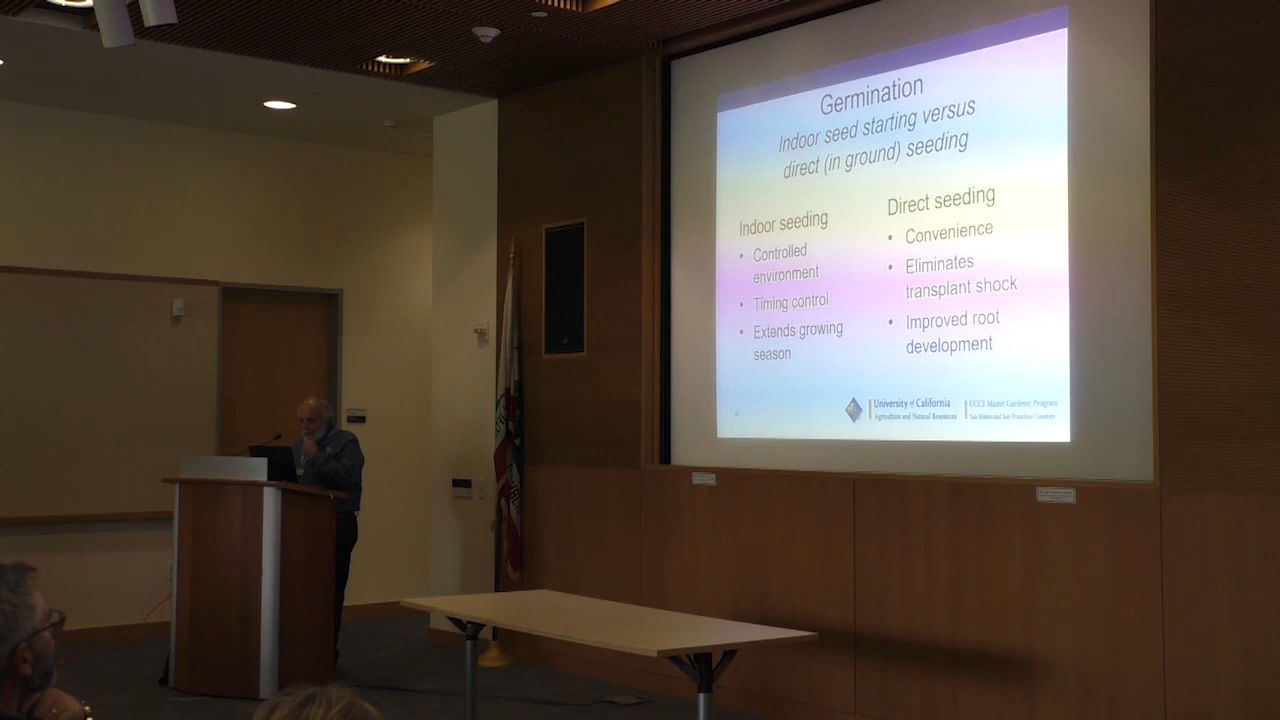 Germination
Indoor seed starting versus
direct (in ground) seeding
Indoor seeding
• Controlled
environment
• Timing control
• Extends growing
season
Direct seeding
• Convenience
• Eliminates
transplant shock
• Improved root
development
University of California
Agriculture and Natural Resources
UCCE Master Gardener Program
San Mateo and San Francisco Counties